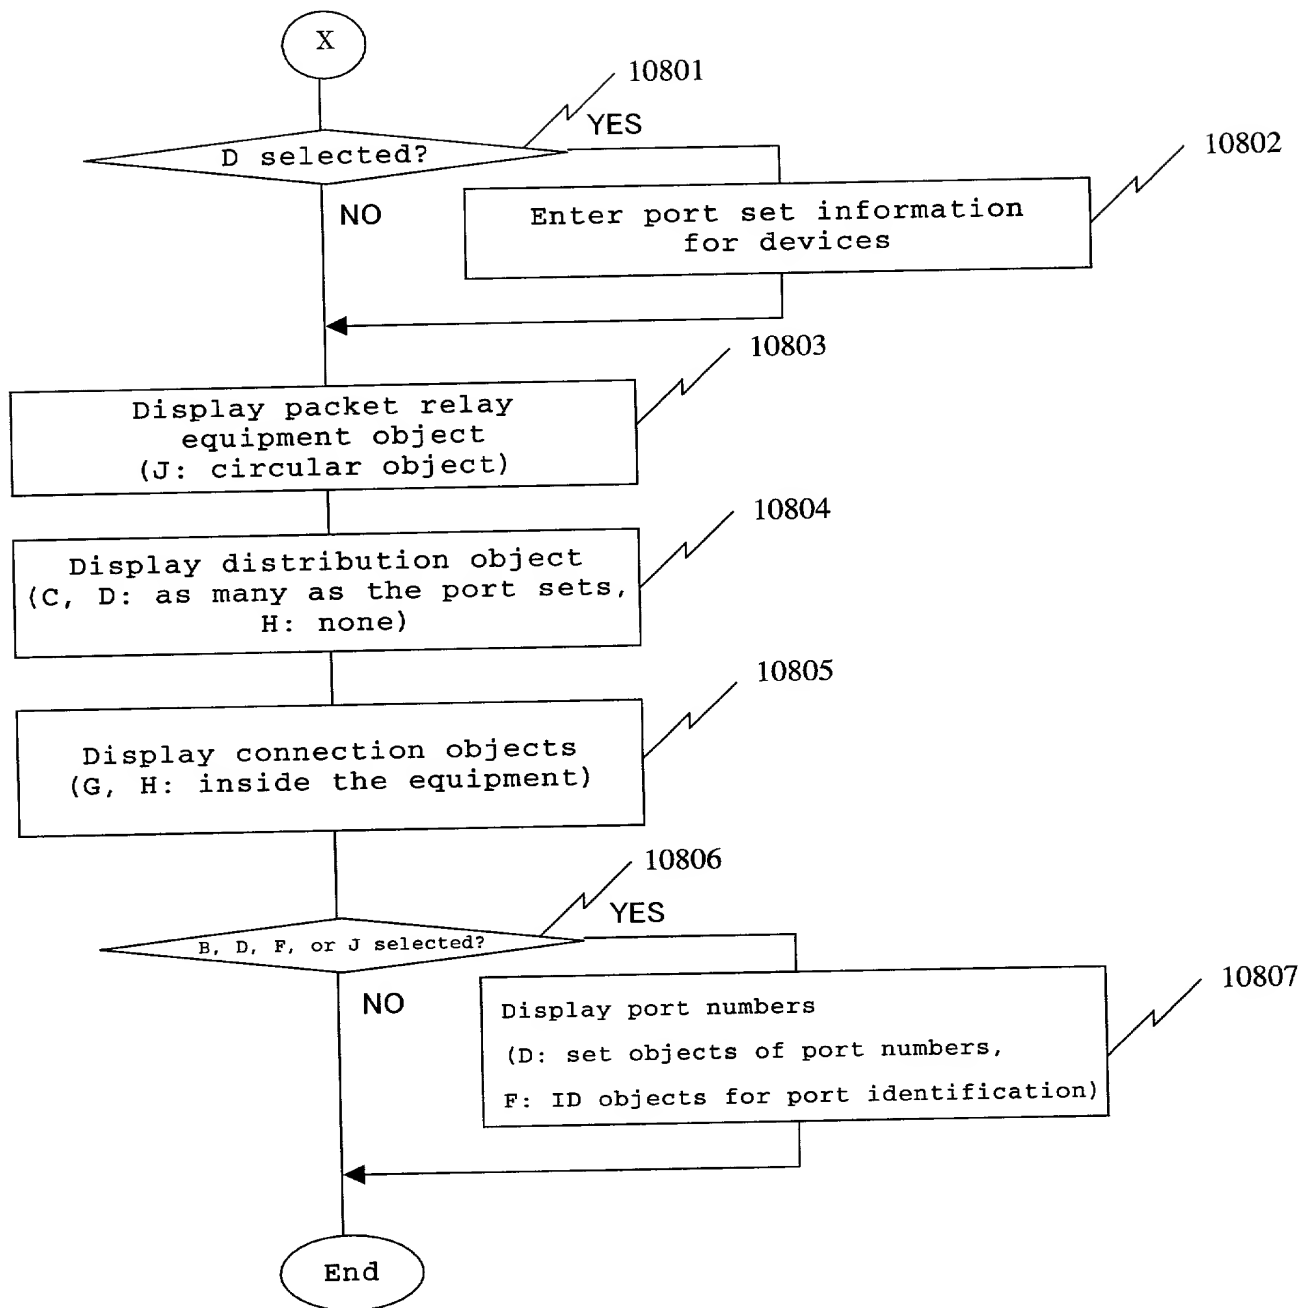 X
10801
YES
D selected?
NO
10802
Enter port set information
for devices
10803
Display packet relay
equipment object
(J: circular object)
10804
Display distribution object
(C, D: as many as the port sets,
H: none)
10805
Display connection objects
(G, H: inside the equipment)
10806
YES
B, D, F, or J selected?
NO
10807
Display port numbers
(D: set objects of port numbers,
F: ID objects for port identification)
End